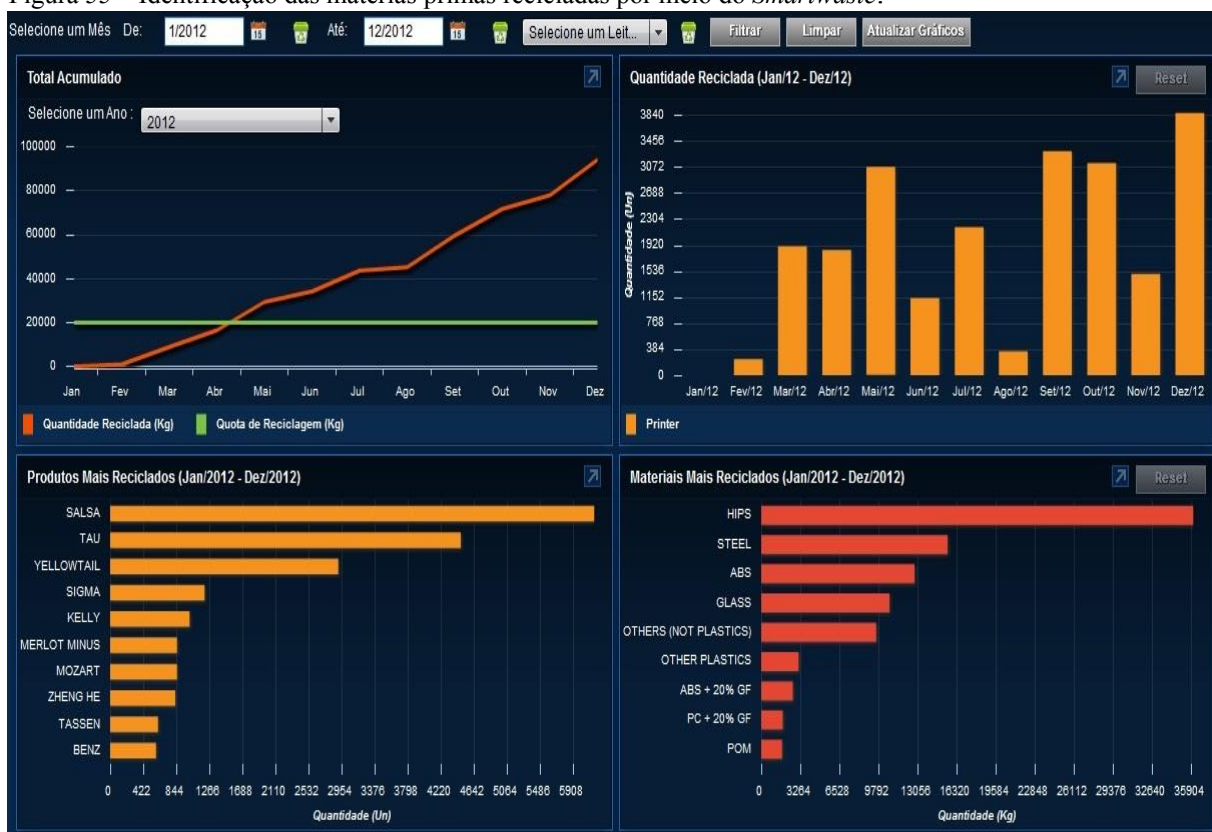 Figura 55 – Identificação das matérias primas recicladas por meio do Smartwaste.
Selecione um Mês De: 1/2012 15 Até: 12/2012 15 Selecione um Leit... Filtrar Limpar Atualizar Gráficos
Total Acumulado
Selecione um Ano : 2012
100000
80000
60000
40000
20000
0
Jan Fev Mar Abr Mai Jun Jul Ago Set Out Nov Dez
Quantidade Reciclada (Kg) Quota de Reciclagem (Kg)
Quantidade Reciclada (Jan/12 - Dez/12) Reset
Quantidade (Un)
3840
3456
3072
2688
2304
1920
1536
1152
768
384
0
Jan/12 Fev/12 Mar/12 Abr/12 Mai/12 Jun/12 Jul/12 Ago/12 Set/12 Out/12 Nov/12 Dez/12
Printer
Produtos Mais Reciclados (Jan/2012 - Dez/2012)
SALSA
TAU
YELLOWTAIL
SIGMA
KELLY
MERLOT MINUS
MOZART
ZHENG HE
TASSEN
BENZ
0 422 844 1266 1688 2110 2532 2954 3376 3798 4220 4642 5064 5486 5908
Quantidade (Un)
Materiais Mais Reciclados (Jan/2012 - Dez/2012) Reset
HIPS
STEEL
ABS
GLASS
OTHERS (NOT PLASTICS)
OTHER PLASTICS
ABS + 20% GF
PC + 20% GF
POM
0 3264 6528 9792 13056 16320 19584 22848 26112 29376 32640 35904
Quantidade (Kg)